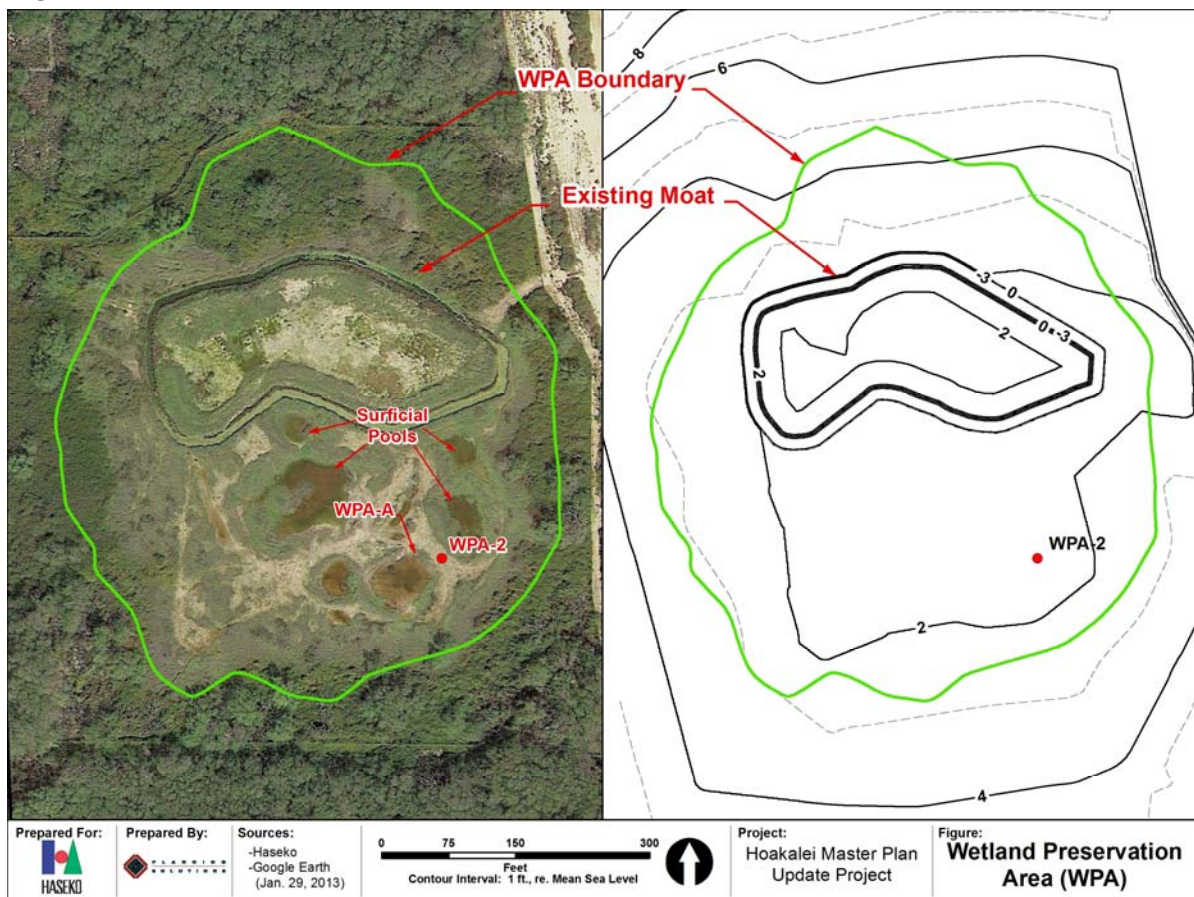 WPA Boundary
Existing Moat
Surficial
Pools
WPA-A
WPA-2
8
6
-3
0
0
-3
2
2
WPA-2
2
4
Prepared For:
HASEKO
Prepared By:
PLANNING
SOLUTIONS
Sources:
-Haseko
-Google Earth
(Jan. 29, 2013)
0 75 150 300
Feet
Contour Interval: 1 ft., re. Mean Sea Level
Project:
Hoakalei Master Plan
Update Project
Figure:
Wetland Preservation
Area (WPA)